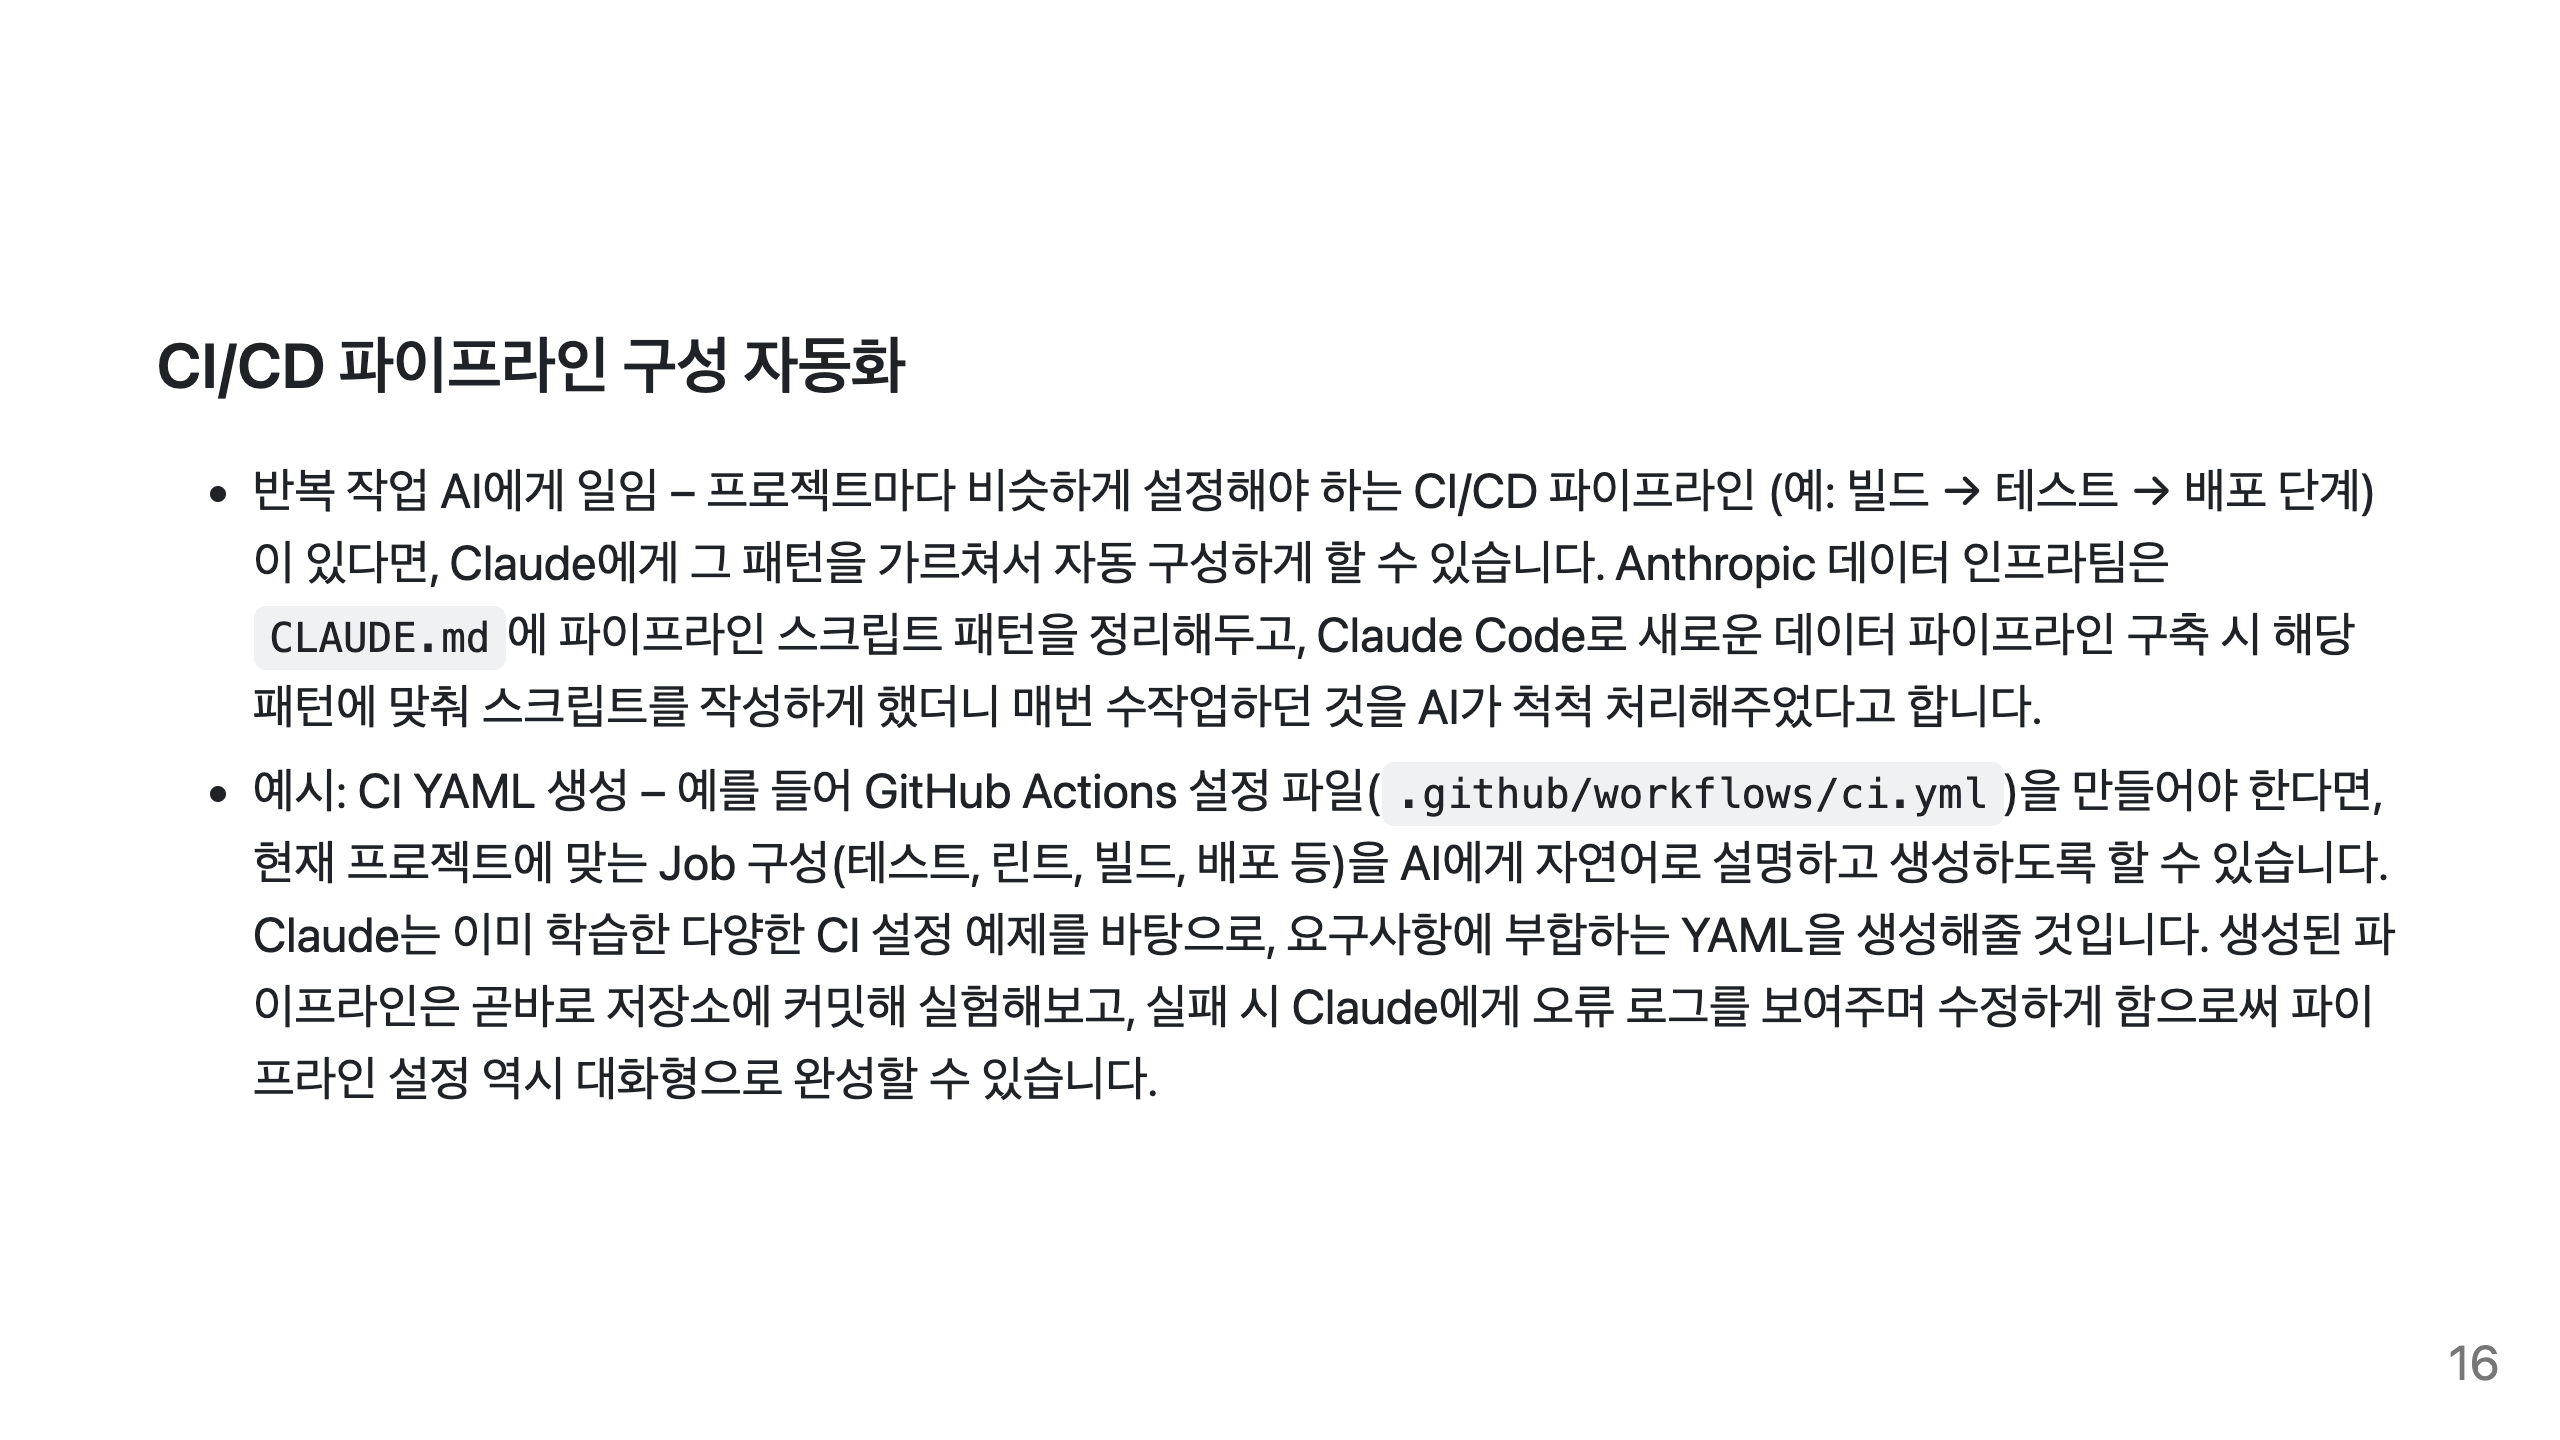 CI/CD 파이프라인 구성 자동화
• 반복 작업 AI에게 일임 – 프로젝트마다 비슷하게 설정해야 하는 CI/CD 파이프라인 (예: 빌드 → 테스트 → 배포 단계)
이 있다면, Claude에게 그 패턴을 가르쳐서 자동 구성하게 할 수 있습니다. Anthropic 데이터 인프라팀은
CLAUDE.md 에 파이프라인 스크립트 패턴을 정리해두고, Claude Code로 새로운 데이터 파이프라인 구축 시 해당
패턴에 맞춰 스크립트를 작성하게 했더니 매번 수작업하던 것을 AI가 척척 처리해주었다고 합니다.
• 예시: CI YAML 생성 – 예를 들어 GitHub Actions 설정 파일( .github/workflows/ci.yml )을 만들어야 한다면,
현재 프로젝트에 맞는 Job 구성(테스트, 린트, 빌드, 배포 등)을 AI에게 자연어로 설명하고 생성하도록 할 수 있습니다.
Claude는 이미 학습한 다양한 CI 설정 예제를 바탕으로, 요구사항에 부합하는 YAML을 생성해줄 것입니다. 생성된 파
이프라인은 곧바로 저장소에 커밋해 실험해보고, 실패 시 Claude에게 오류 로그를 보여주며 수정하게 함으로써 파이
프라인 설정 역시 대화형으로 완성할 수 있습니다.
16